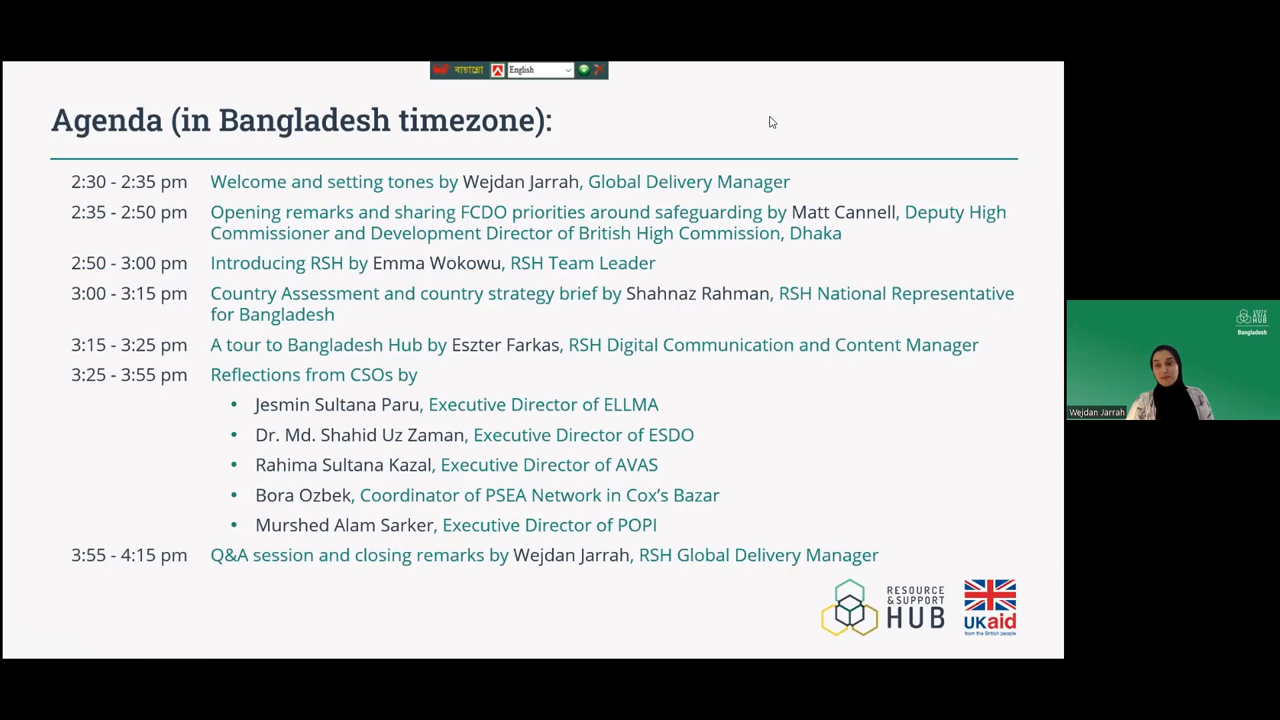 বায়ান্নো English
Agenda (in Bangladesh timezone):
2:30 - 2:35 pm Welcome and setting tones by Wejdan Jarrah, Global Delivery Manager
2:35 - 2:50 pm Opening remarks and sharing FCDO priorities around safeguarding by Matt Cannell, Deputy High
Commissioner and Development Director of British High Commission, Dhaka
2:50 - 3:00 pm Introducing RSH by Emma Wokowu, RSH Team Leader
3:00 - 3:15 pm Country Assessment and country strategy brief by Shahnaz Rahman, RSH National Representative
for Bangladesh
3:15 - 3:25 pm A tour to Bangladesh Hub by Eszter Farkas, RSH Digital Communication and Content Manager
3:25 - 3:55 pm Reflections from CSOs by
• Jesmin Sultana Paru, Executive Director of ELLMA
• Dr. Md. Shahid Uz Zaman, Executive Director of ESDO
• Rahima Sultana Kazal, Executive Director of AVAS
• Bora Ozbek, Coordinator of PSEA Network in Cox's Bazar
• Murshed Alam Sarker, Executive Director of POPI
3:55 - 4:15 pm Q&A session and closing remarks by Wejdan Jarrah, RSH Global Delivery Manager
RESOURCE
& SUPPORT
HUB
UKaid
from the British people
HUB
Bangladesh
Wejdan Jarrah